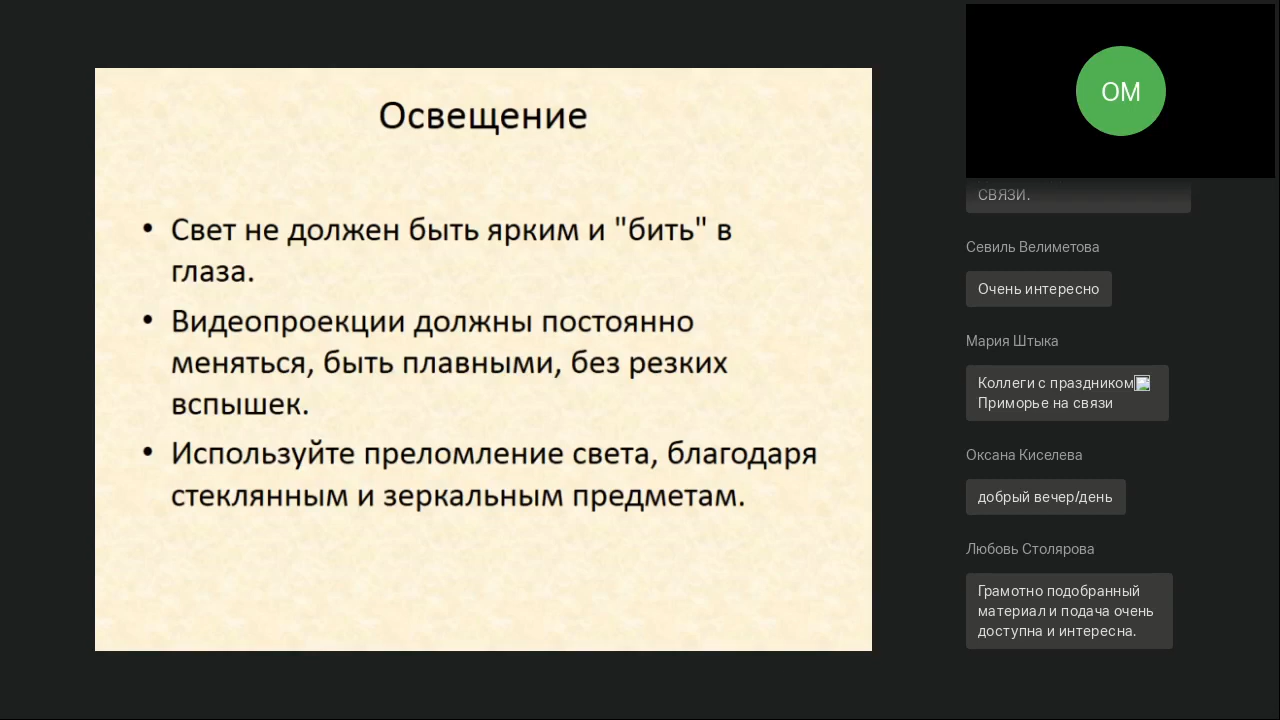 Освещение
• Свет не должен быть ярким и "бить" в
глаза.
• Видеопроекции должны постоянно
меняться, быть плавными, без резких
вспышек.
• Используйте преломление света, благодаря
стеклянным и зеркальным предметам.
ОМ
СВЯЗИ.
Севиль Велиметова
Очень интересно
Мария Штыка
Коллеги с праздником
Приморье на связи
Оксана Киселева
добрый вечер/день
Любовь Столярова
Грамотно подобранный
материал и подача очень
доступна и интересна.